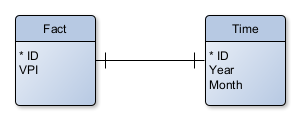 Fact
* ID
VPI
Time
* ID
Year
Month